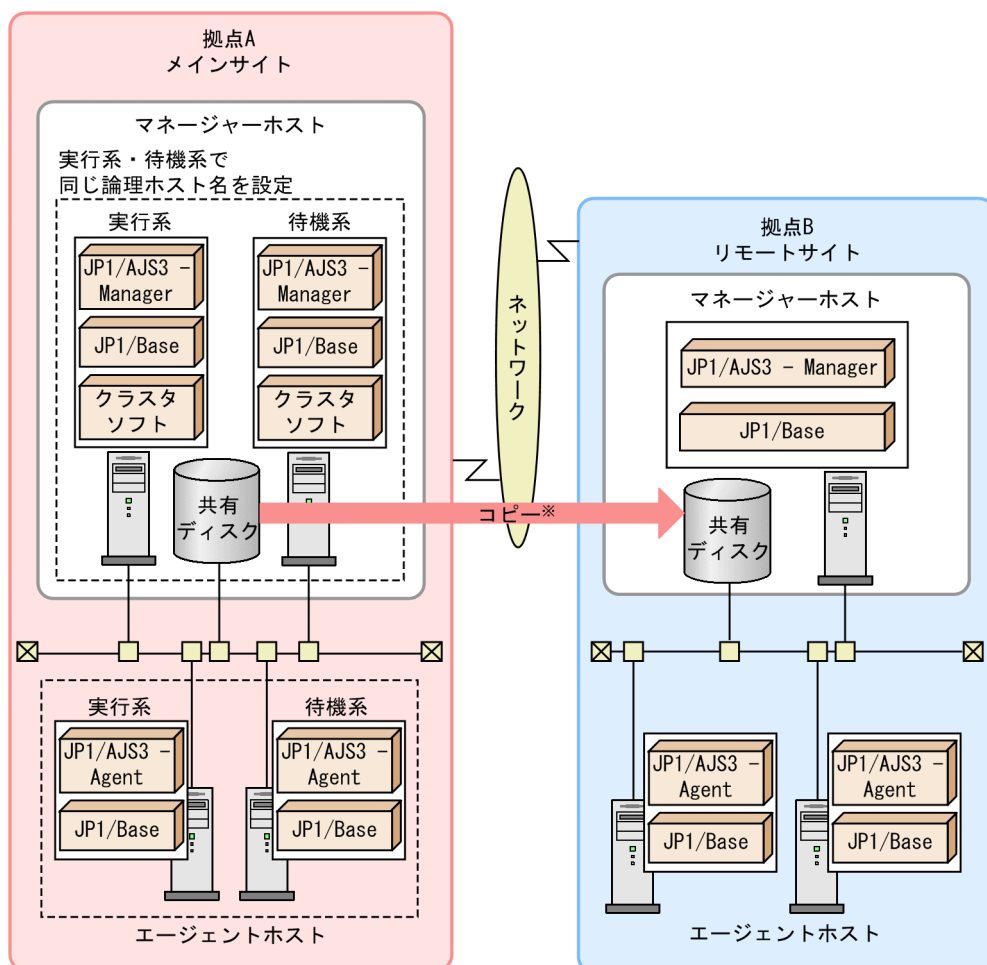 拠点A
メインサイト
マネージャーホスト
実行系・待機系で
同じ論理ホスト名を設定
実行系
待機系
JP1/AJS3 -
Manager
JP1/Base
クラスタ
ソフト
JP1/AJS3 -
Manager
JP1/Base
クラスタ
ソフト
共有
ディスク
コピー※
ネットワーク
実行系
待機系
JP1/AJS3 -
Agent
JP1/Base
JP1/AJS3 -
Agent
JP1/Base
エージェントホスト
拠点B
リモートサイト
マネージャーホスト
JP1/AJS3 - Manager
JP1/Base
共有
ディスク
JP1/AJS3 -
Agent
JP1/Base
JP1/AJS3 -
Agent
JP1/Base
エージェントホスト